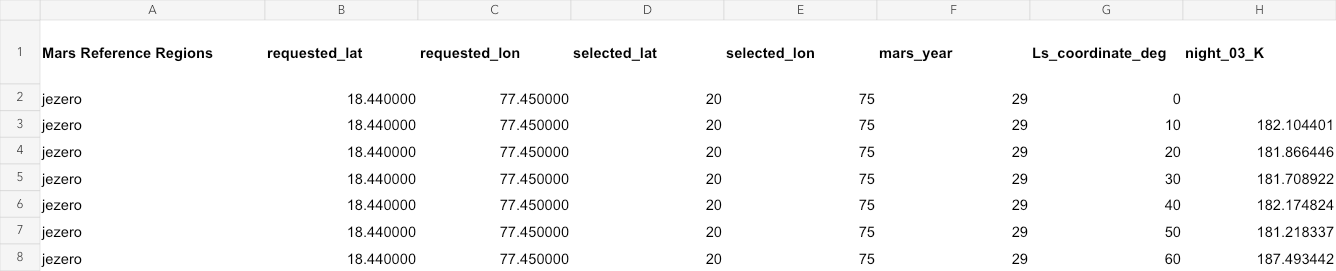 A B C D E F G H
1 Mars Reference Regions requested_lat requested_lon selected_lat selected_lon mars_year Ls_coordinate_deg night_03_K
2 jezero 18.440000 77.450000 20 75 29 0
3 jezero 18.440000 77.450000 20 75 29 10 182.104401
4 jezero 18.440000 77.450000 20 75 29 20 181.866446
5 jezero 18.440000 77.450000 20 75 29 30 181.708922
6 jezero 18.440000 77.450000 20 75 29 40 182.174824
7 jezero 18.440000 77.450000 20 75 29 50 181.218337
8 jezero 18.440000 77.450000 20 75 29 60 187.493442